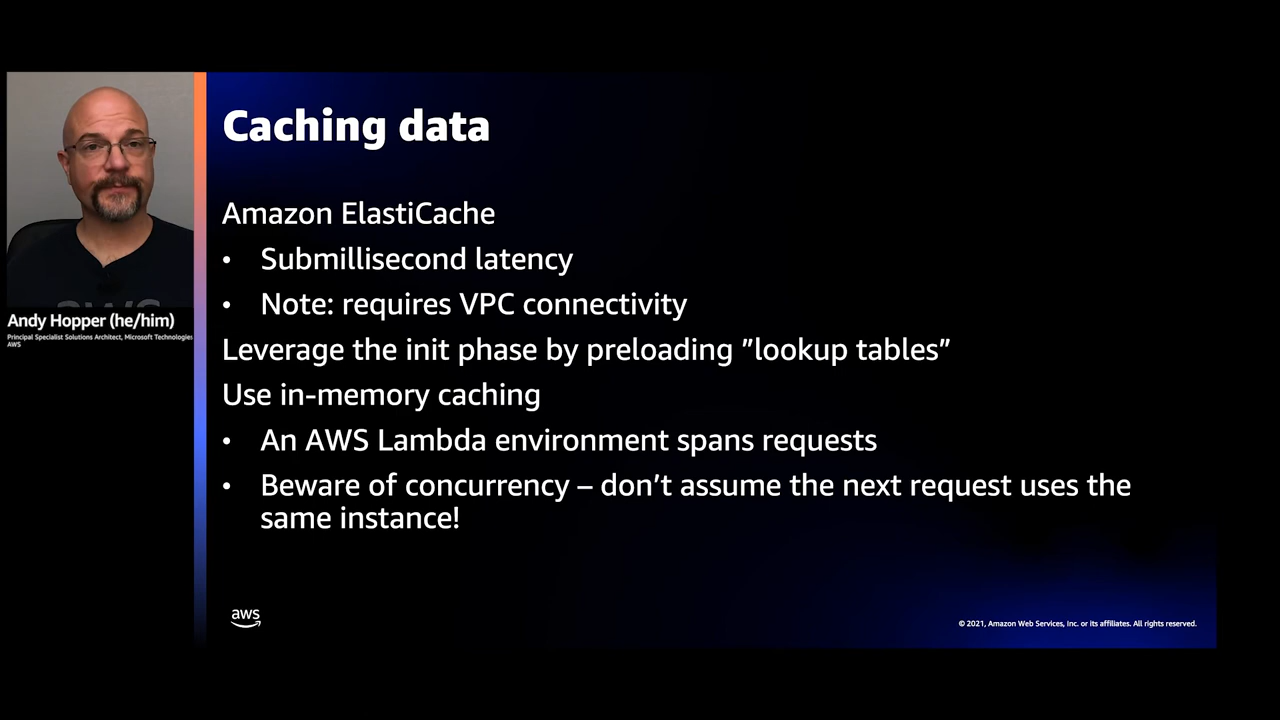 Caching data
Amazon ElastiCache
• Submillisecond latency
• Note: requires VPC connectivity
Leverage the init phase by preloading ”lookup tables”
Use in-memory caching
• An AWS Lambda environment spans requests
• Beware of concurrency – don’t assume the next request uses the
same instance!
aws
Andy Hopper (he/him)
Principal Specialist Solutions Architect, Microsoft Technologies
AWS
aws
© 2021, Amazon Web Services, Inc. or its affiliates. All rights reserved.